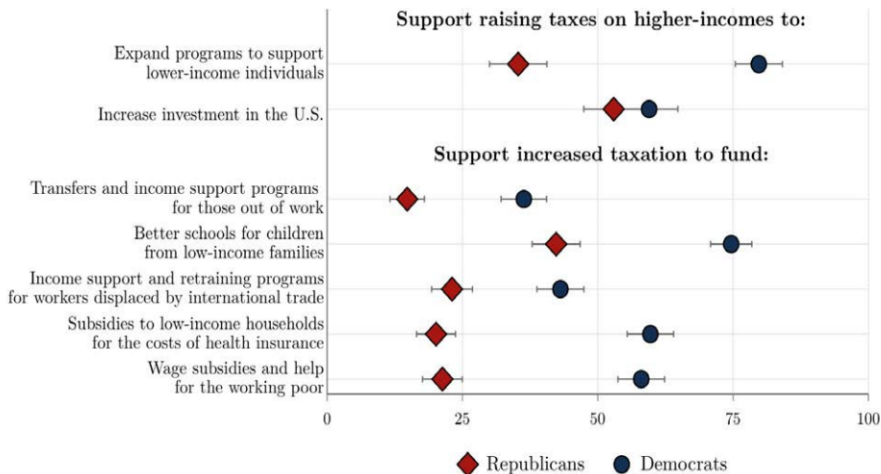 Support raising taxes on higher-incomes to:
Expand programs to support
lower-income individuals
Increase investment in the U.S.
Support increased taxation to fund:
Transfers and income support programs
for those out of work
Better schools for children
from low-income families
Income support and retraining programs
for workers displaced by international trade
Subsidies to low-income households
for the costs of health insurance
Wage subsidies and help
for the working poor
0 25 50 75 100
Republicans Democrats